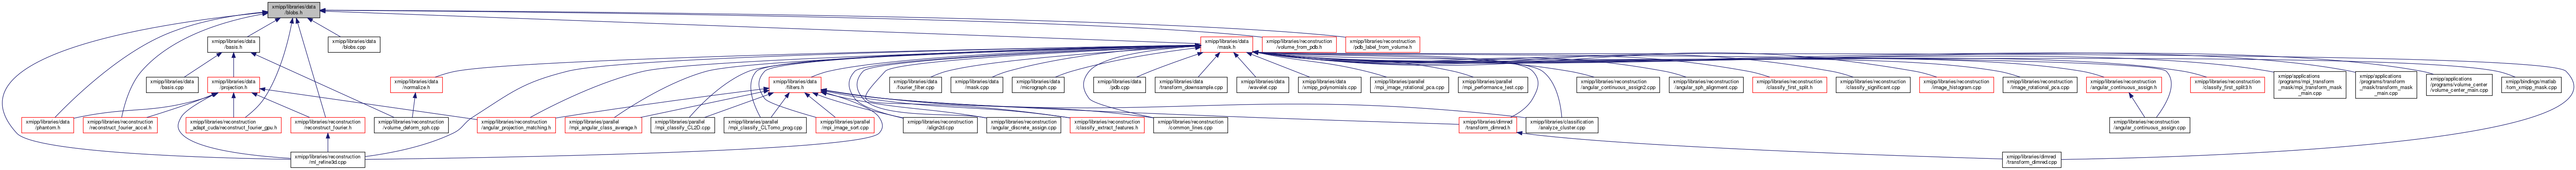 xmipp/libraries/data
/blobs.h
xmipp/libraries/data
/basis.h
xmipp/libraries/data
/blobs.cpp
xmipp/libraries/data
/mask.h
xmipp/libraries/reconstruction
/volume_from_pdb.h
xmipp/libraries/reconstruction
/pdb_label_from_volume.h
xmipp/libraries/data
/basis.cpp
xmipp/libraries/data
/projection.h
xmipp/libraries/data
/normalize.h
xmipp/libraries/data
/filters.h
xmipp/libraries/data
/fourier_filter.cpp
xmipp/libraries/data
/mask.cpp
xmipp/libraries/data
/micrograph.cpp
xmipp/libraries/data
/pdb.cpp
xmipp/libraries/data
/transform_downsample.cpp
xmipp/libraries/data
/wavelet.cpp
xmipp/libraries/data
/xmipp_polynomials.cpp
xmipp/libraries/parallel
/mpi_image_rotational_pca.cpp
xmipp/libraries/parallel
/mpi_performance_test.cpp
xmipp/libraries/reconstruction
/angular_continuous_assign2.cpp
xmipp/libraries/reconstruction
/angular_sph_alignment.cpp
xmipp/libraries/reconstruction
/classify_first_split.h
xmipp/libraries/reconstruction
/classify_significant.cpp
xmipp/libraries/reconstruction
/image_histogram.cpp
xmipp/libraries/reconstruction
/image_rotational_pca.cpp
xmipp/libraries/reconstruction
/angular_continuous_assign.h
xmipp/libraries/reconstruction
/classify_first_split3.h
xmipp/applications
/programs/mpi_transform
_mask/mpi_transform_mask
_main.cpp
xmipp/applications
/programs/transform
_mask/transform_mask
_main.cpp
xmipp/applications
/programs/volume_center
/volume_center_main.cpp
xmipp/bindings/matlab
/tom_xmipp_mask.cpp
xmipp/libraries/data
/phantom.h
xmipp/libraries/reconstruction
/reconstruct_fourier_accel.h
xmipp/libraries/reconstruction
_adapt_cuda/reconstruct_fourier_gpu.h
xmipp/libraries/reconstruction
/reconstruct_fourier.h
xmipp/libraries/reconstruction
/volume_deform_sph.cpp
xmipp/libraries/reconstruction
/angular_projection_matching.h
xmipp/libraries/parallel
/mpi_angular_class_average.h
xmipp/libraries/parallel
/mpi_classify_CL2D.cpp
xmipp/libraries/parallel
/mpi_classify_CLTomo_prog.cpp
xmipp/libraries/parallel
/mpi_image_sort.cpp
xmipp/libraries/reconstruction
/align2d.cpp
xmipp/libraries/reconstruction
/angular_discrete_assign.cpp
xmipp/libraries/reconstruction
/classify_extract_features.h
xmipp/libraries/reconstruction
/common_lines.cpp
xmipp/libraries/dimred
/transform_dimred.h
xmipp/libraries/classification
/analyze_cluster.cpp
xmipp/libraries/reconstruction
/angular_continuous_assign.cpp
xmipp/libraries/reconstruction
/ml_refine3d.cpp
xmipp/libraries/dimred
/transform_dimred.cpp